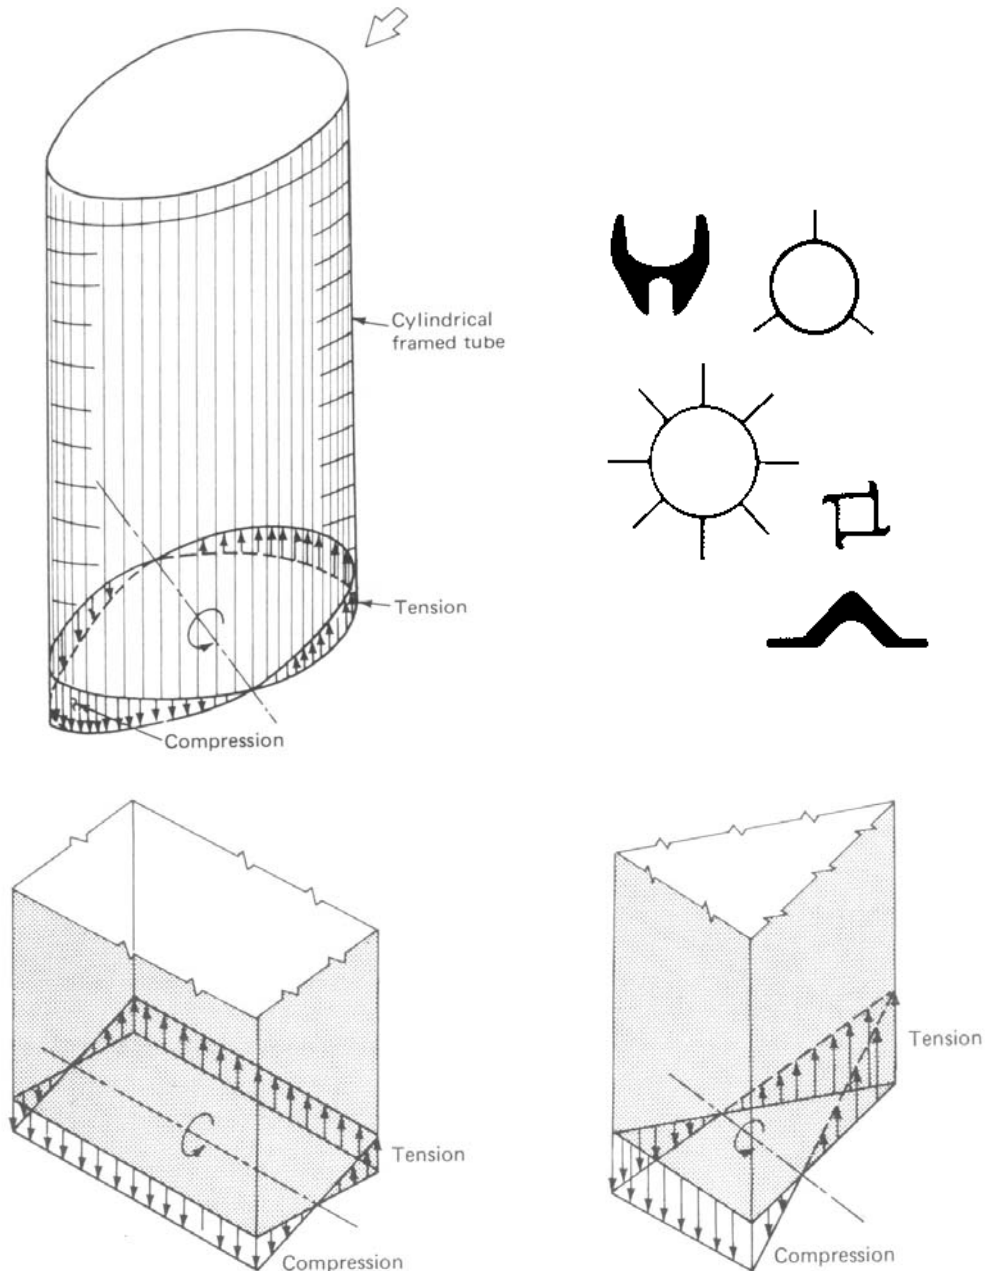 Cylindrical
framed tube
Tension
Compression
Tension
Compression
Tension
Compression